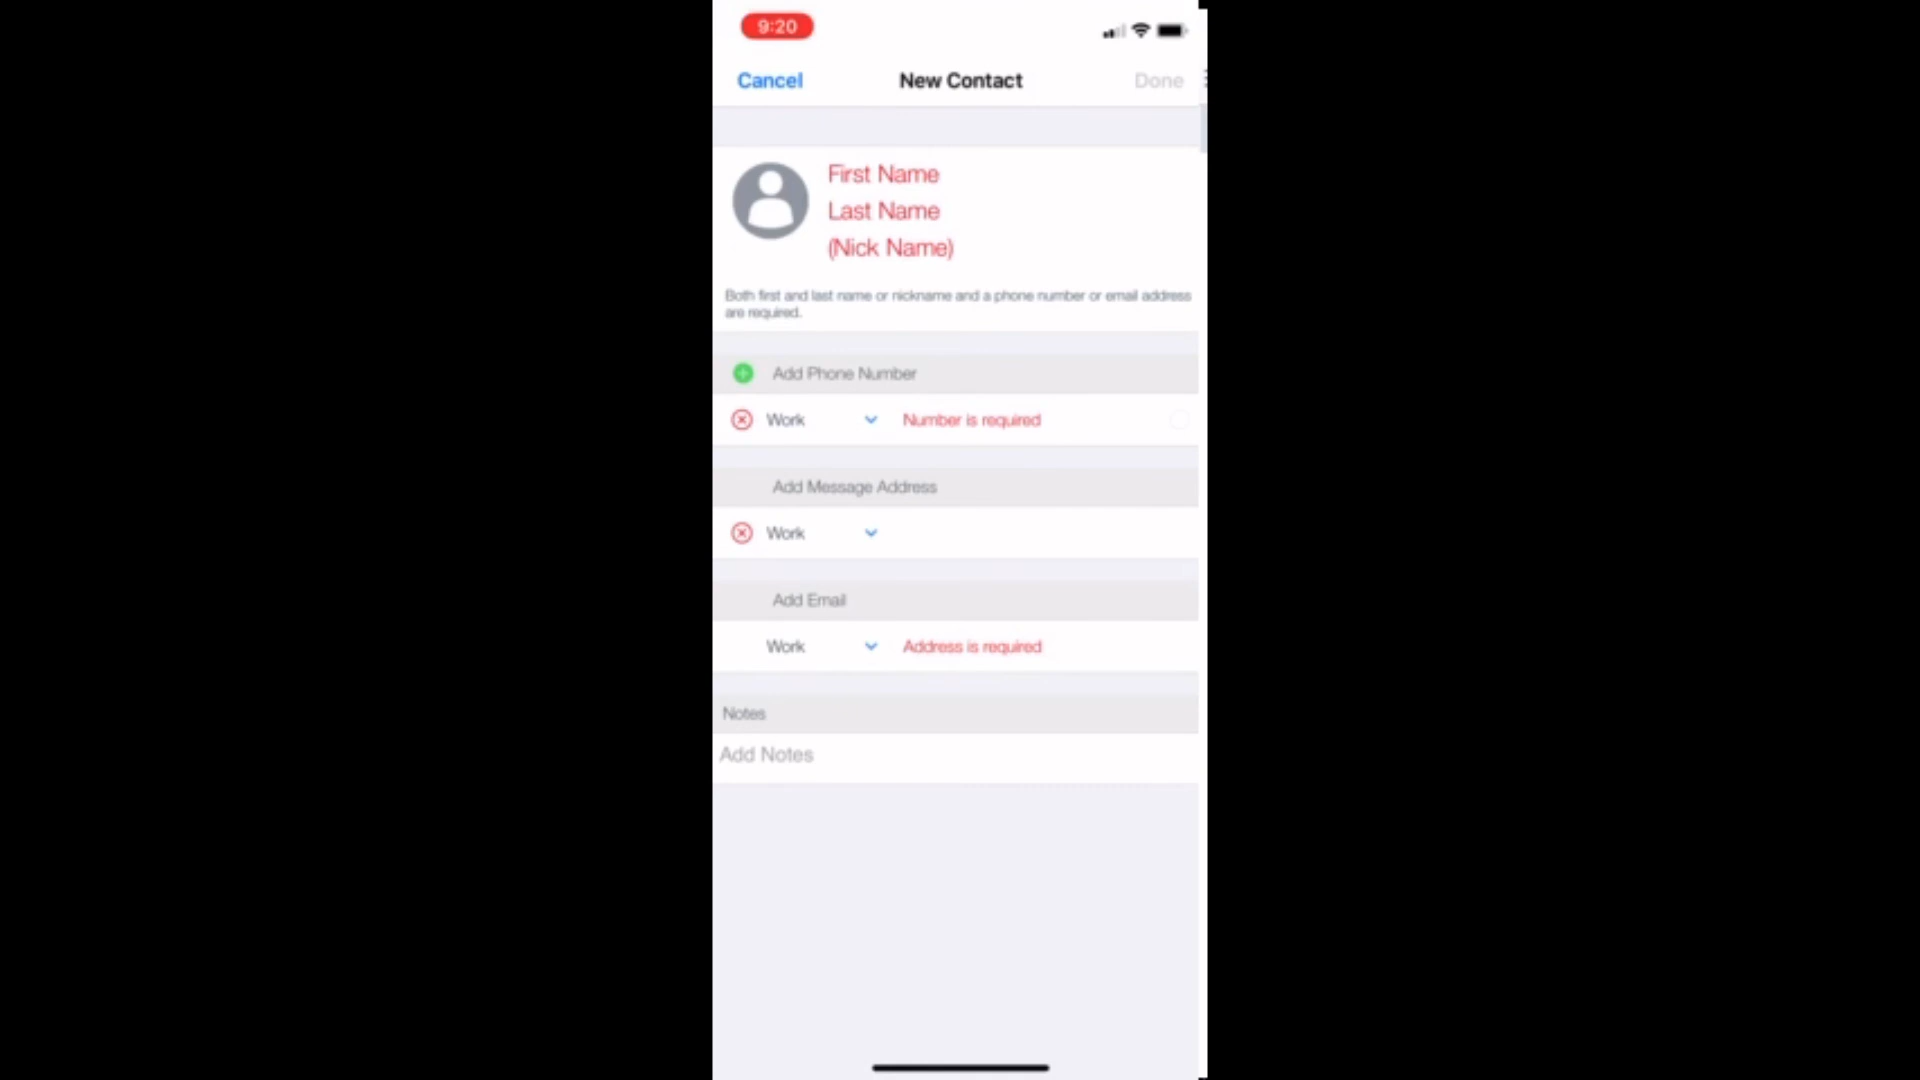 9:20
Cancel New Contact Done
First Name
Last Name
(Nick Name)
Both first and last name or nickname and a phone number or email address
are required.
Add Phone Number
Work Number is required
Add Message Address
Work
Add Email
Work Address is required
Notes
Add Notes